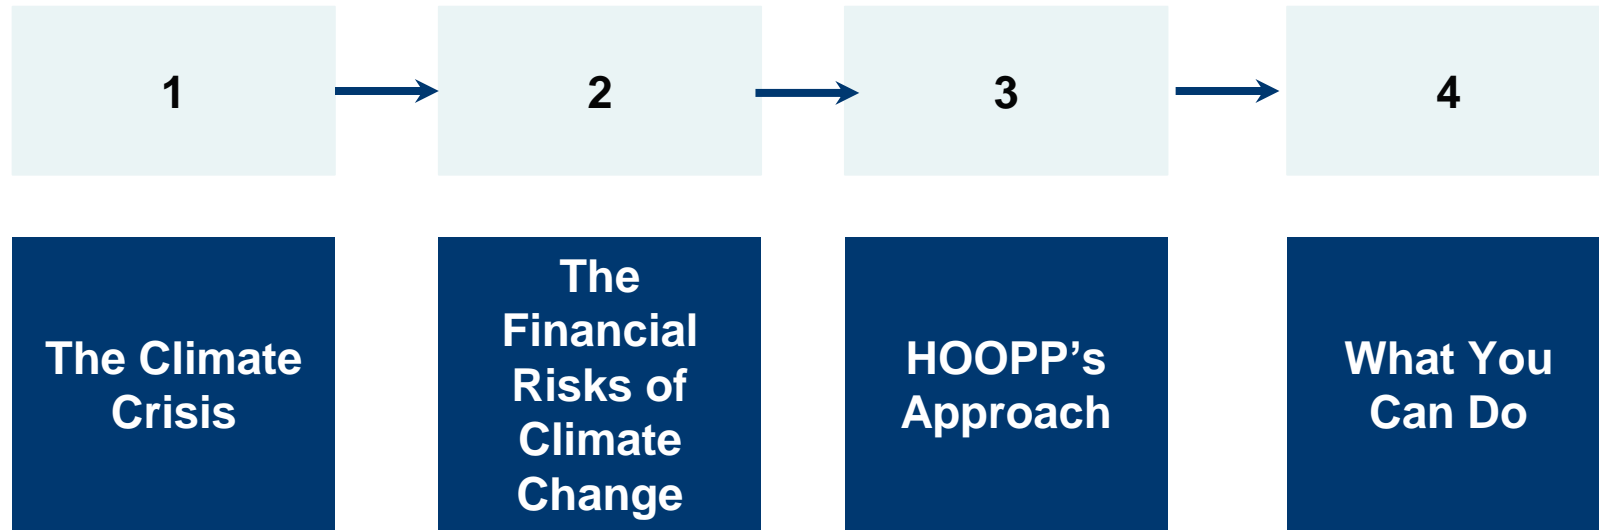 1
2
3
4
The Climate
Crisis
The
Financial
Risks of
Climate
Change
HOOPP’s
Approach
What You
Can Do